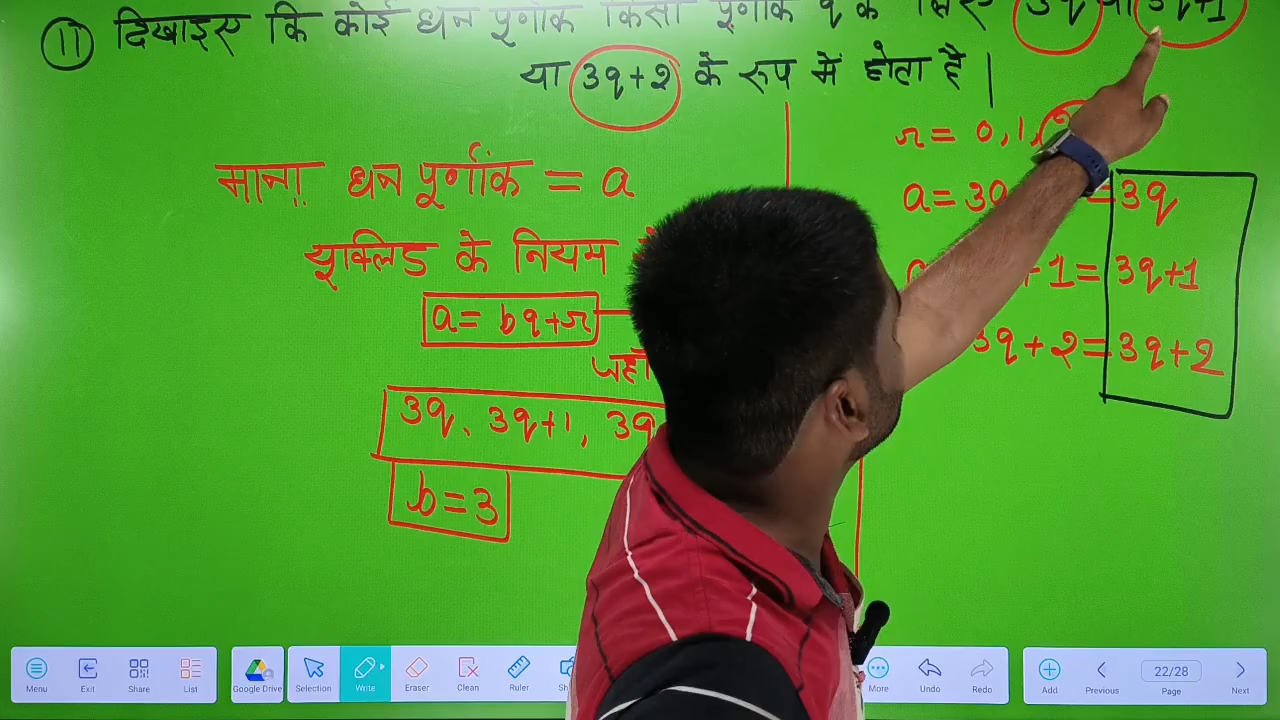 11 दिखाइए कि कोई धन पूर्णांक किसी पूर्णांक q के लिए 3q या 3q+1
या 3q+2 के रूप में होता है |
माना धन पूर्णांक = a
यूक्लिड के नियम
a = bq+r
जहाँ
3q, 3q+1, 3q
b=3
r = 0, 1,
a = 3q = 3q
+1 = 3q+1
3q+2 = 3q+2
Menu
Exit
Share
List
Google Drive
Selection
Write
Eraser
Clean
Ruler
More
Undo
Redo
Add
Previous
22/28
Page
Next